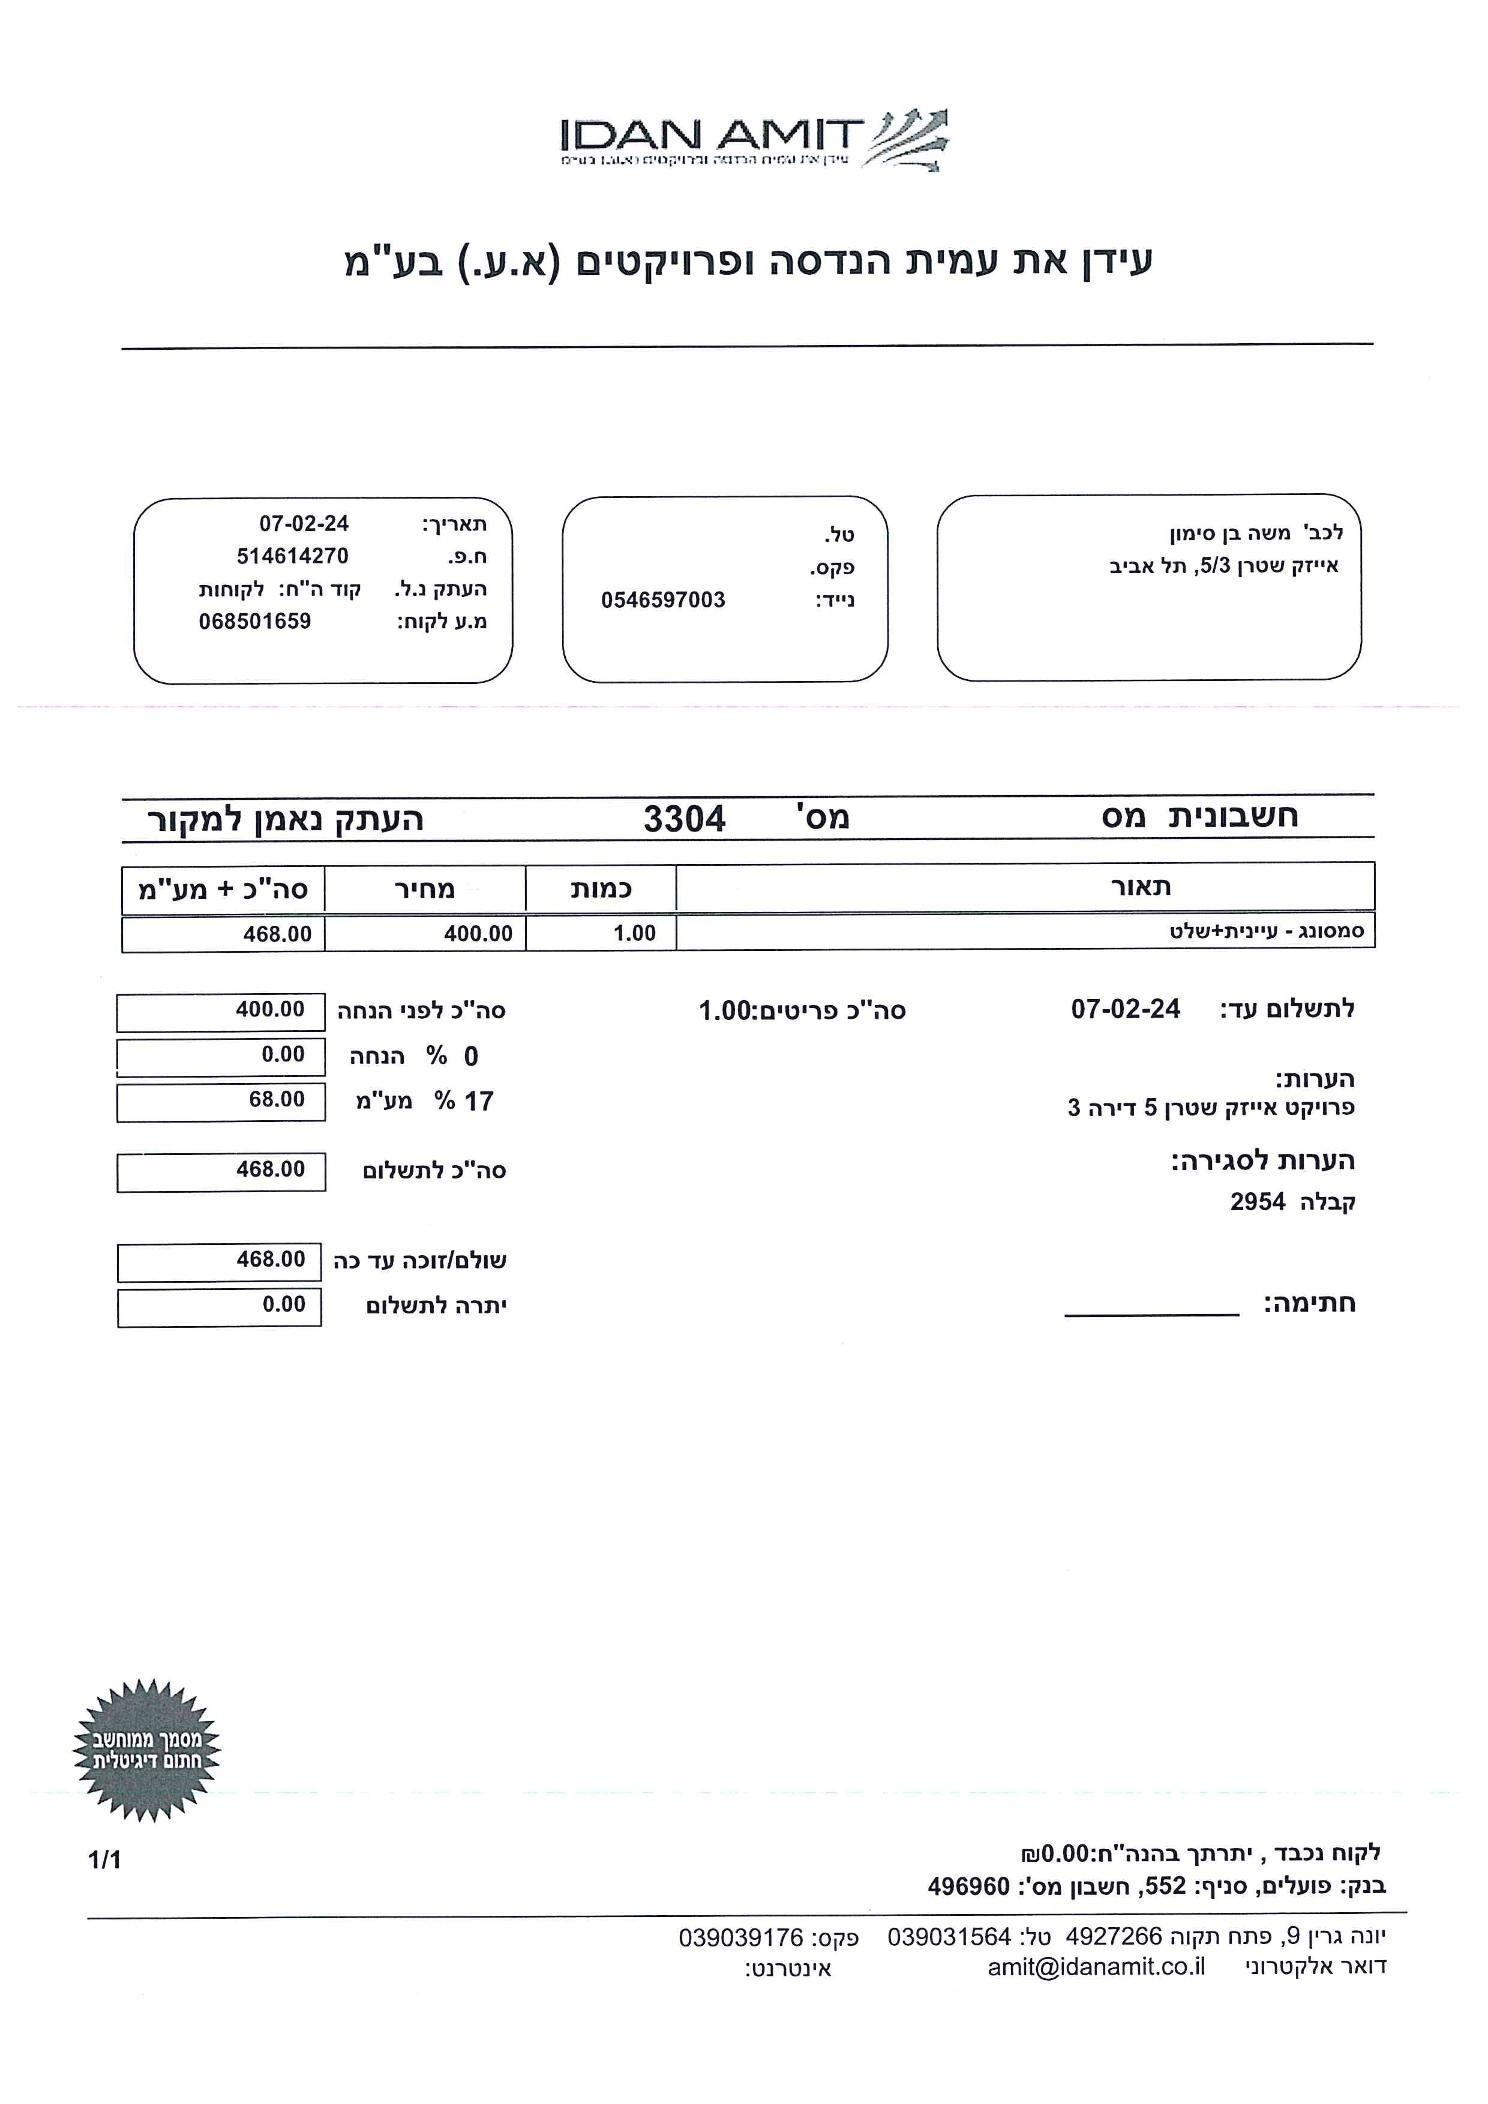 IDAN AMIT
עידן את עמית הנדסה ופרויקטים (א.ע.) בע"מ
עידן את עמית הנדסה ופרויקטים (א.ע.) בע"מ
לכב' משה בן סימון
אייזק שטרן 5/3, תל אביב
טל.
פקס.
נייד: 0546597003
תאריך: 07-02-24
ח.פ. 514614270
העתק נ.ל. קוד ה"ח: לקוחות
מ.ע לקוח: 068501659
חשבונית מס מס' 3304 העתק נאמן למקור
תאור כמות מחיר סה"כ + מע"מ
סמסונג - עיינית+שלט 1.00 400.00 468.00
לתשלום עד: 07-02-24 סה"כ פריטים:1.00 סה"כ לפני הנחה 400.00
0 % הנחה 0.00
הערות:
17 % מע"מ 68.00
פרויקט אייזק שטרן 5 דירה 3
הערות לסגירה:
סה"כ לתשלום 468.00
קבלה 2954
שולם/זוכה עד כה 468.00
חתימה: יתרה לתשלום 0.00
מסמך ממוחשב
חתום דיגיטלית
לקוח נכבד , יתרתך בהנה"ח:0.00₪
1/1
בנק: פועלים, סניף: 552, חשבון מס': 496960
יונה גרין 9, פתח תקוה 4927266 טל: 039031564 פקס: 039039176
דואר אלקטרוני amit@idanamit.co.il אינטרנט: